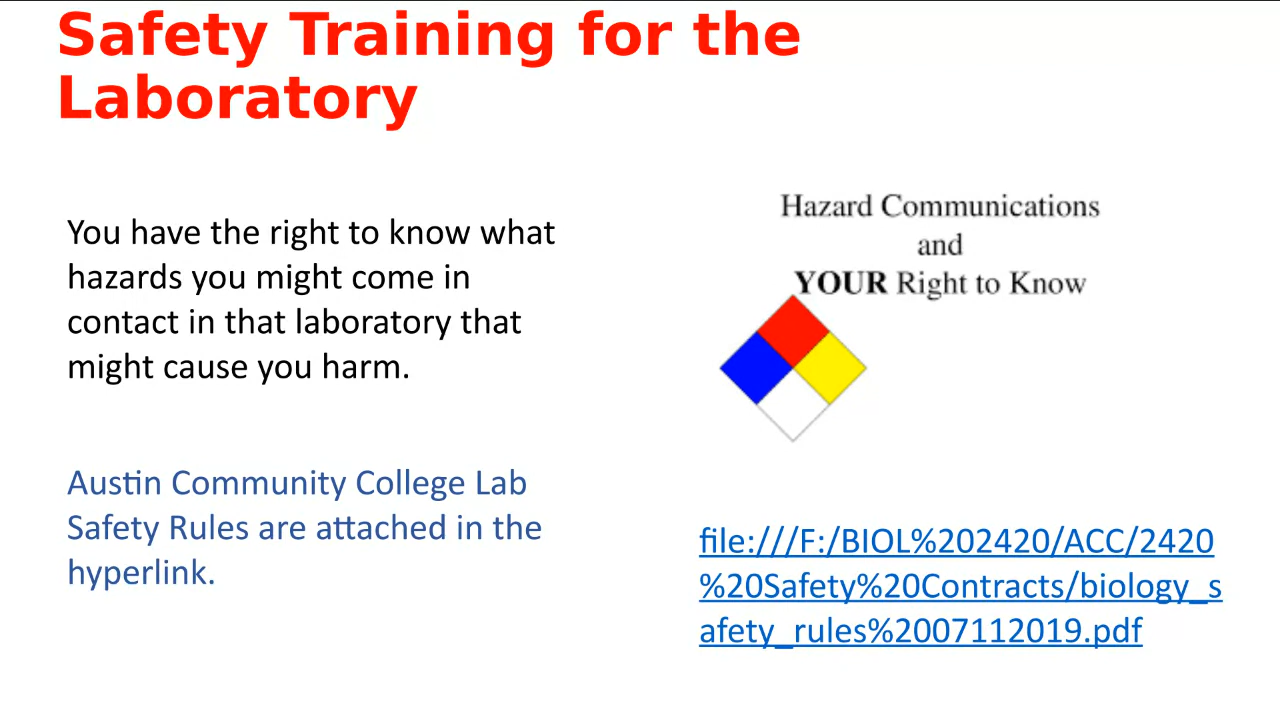 Safety Training for the
Laboratory
You have the right to know what
hazards you might come in
contact in that laboratory that
might cause you harm.
Austin Community College Lab
Safety Rules are attached in the
hyperlink.
Hazard Communications
and
YOUR Right to Know
file:///F:/BIOL%202420/ACC/2420
%20Safety%20Contracts/biology_s
afety_rules%2007112019.pdf